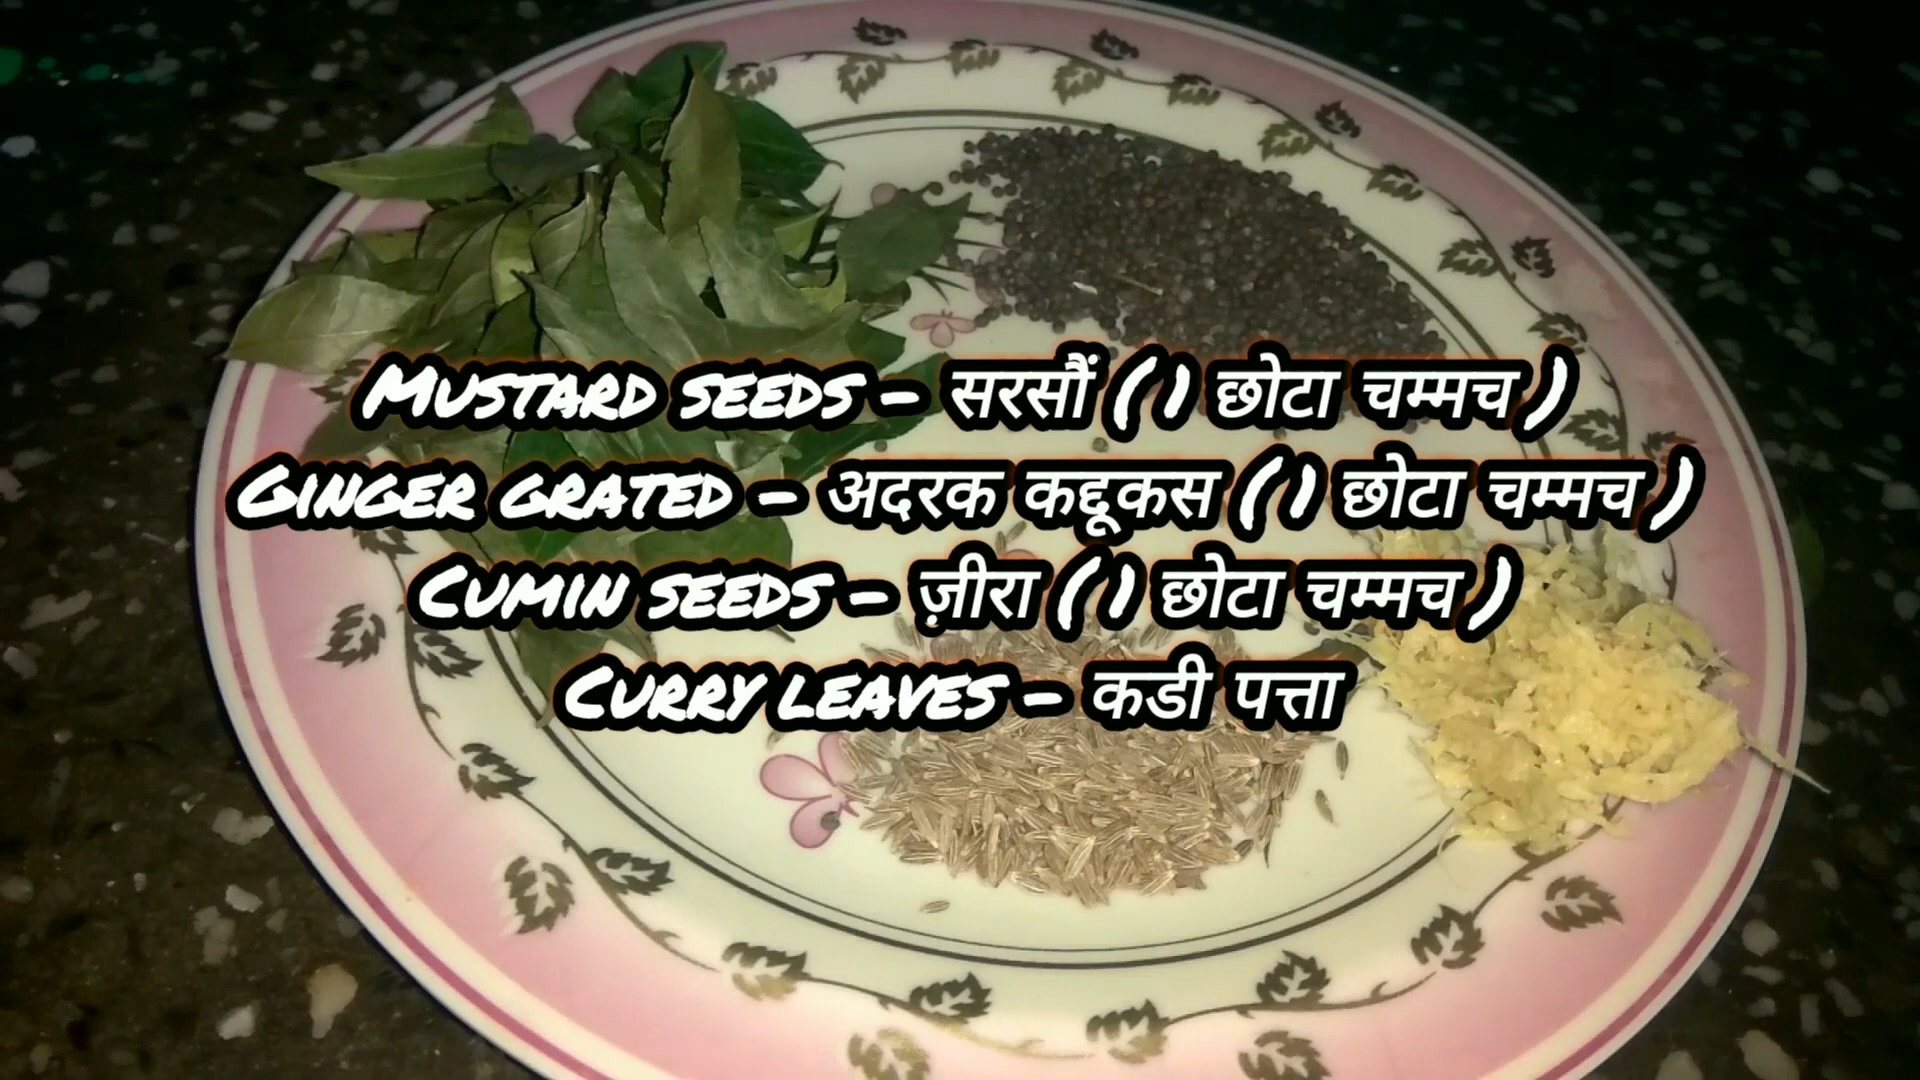 Mustard seeds - सरसौं ( 1 छोटा चम्मच )
Ginger grated - अदरक कद्दूकस ( 1 छोटा चम्मच )
Cumin seeds - ज़ीरा ( 1 छोटा चम्मच )
Curry leaves - कडी पत्ता